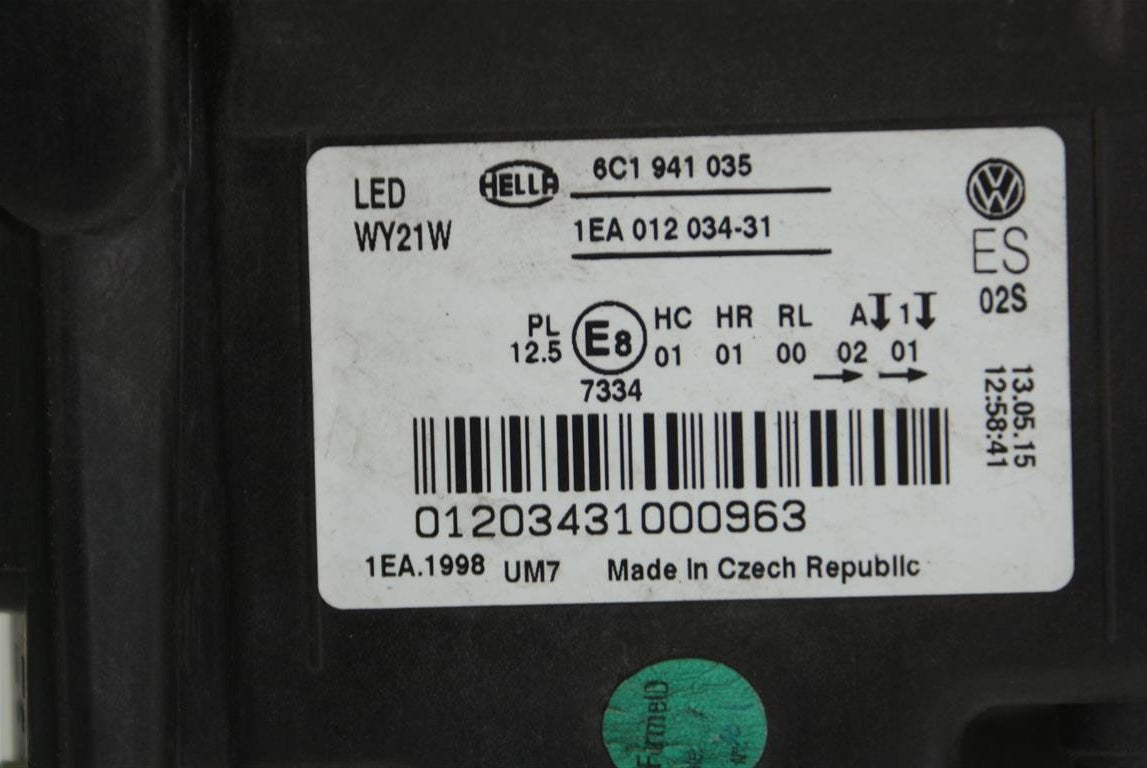 LED
WY21W
HELLA
6C1 941 035
1EA 012 034-31
VW
ES
02S
PL
12.5
E8
7334
HC HR RL A 1
01 01 00 02 01
13.05.15
12:58:41
01203431000963
1EA.1998 UM7 Made In Czech Republic
FirmeID